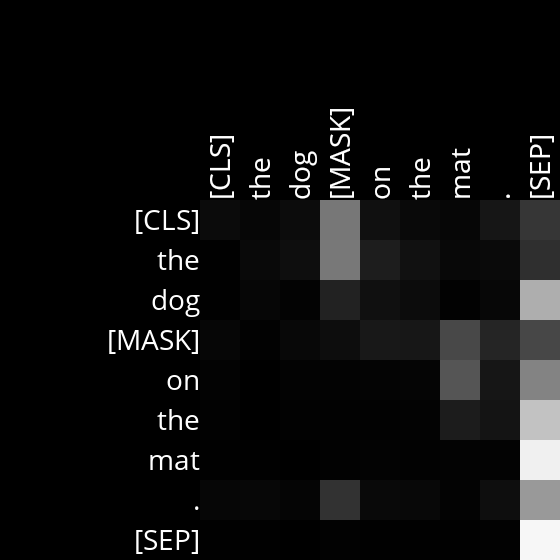 [CLS] the dog [MASK] on the mat . [SEP]
[CLS]
the
dog
[MASK]
on
the
mat
.
[SEP]